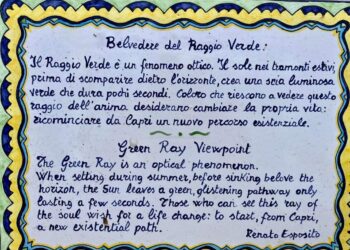 Belvedere del Raggio Verde:
Il Raggio Verde è un fenomeno ottico. Il sole nei tramonti estivi
prima di scomparire dietro l'orizzonte, crea una scia luminosa
verde che dura pochi secondi. Coloro che riescono a vedere questo
raggio dell'anima desiderano cambiare la propria vita:
ricominciare da Capri un nuovo percorso existenziale.
Green Ray Viewpoint
The Green Ray is an optical phenomenon.
When setting during summer, before sinking belove the
horizon, the Sun leaves a green, glistening pathway only
lasting a few seconds. Those who can see this ray of
the soul wish for a life change: to start, from Capri,
a new existential path.
Renato Esposito